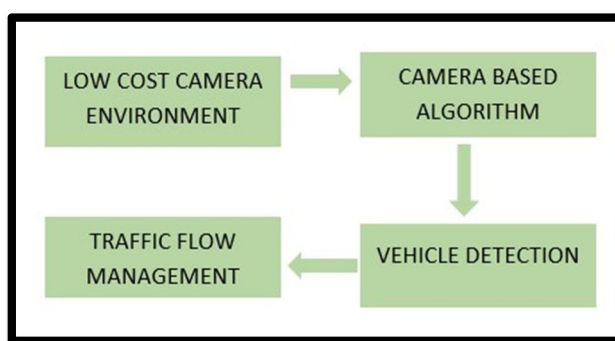 LOW COST CAMERA
ENVIRONMENT
CAMERA BASED
ALGORITHM
VEHICLE DETECTION
TRAFFIC FLOW
MANAGEMENT